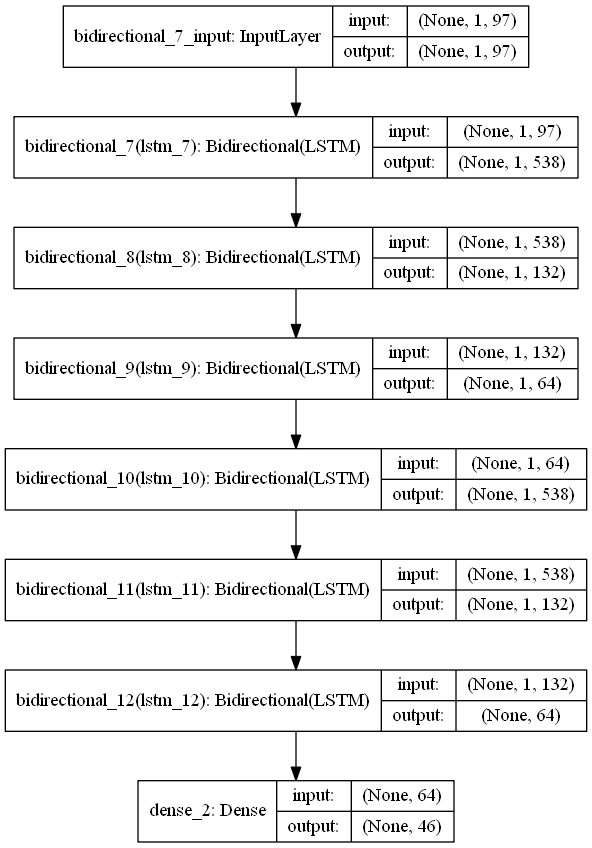 bidirectional_7_input: InputLayer
input: (None, 1, 97)
output: (None, 1, 97)
bidirectional_7(lstm_7): Bidirectional(LSTM)
input: (None, 1, 97)
output: (None, 1, 538)
bidirectional_8(lstm_8): Bidirectional(LSTM)
input: (None, 1, 538)
output: (None, 1, 132)
bidirectional_9(lstm_9): Bidirectional(LSTM)
input: (None, 1, 132)
output: (None, 1, 64)
bidirectional_10(lstm_10): Bidirectional(LSTM)
input: (None, 1, 64)
output: (None, 1, 538)
bidirectional_11(lstm_11): Bidirectional(LSTM)
input: (None, 1, 538)
output: (None, 1, 132)
bidirectional_12(lstm_12): Bidirectional(LSTM)
input: (None, 1, 132)
output: (None, 64)
dense_2: Dense
input: (None, 64)
output: (None, 46)